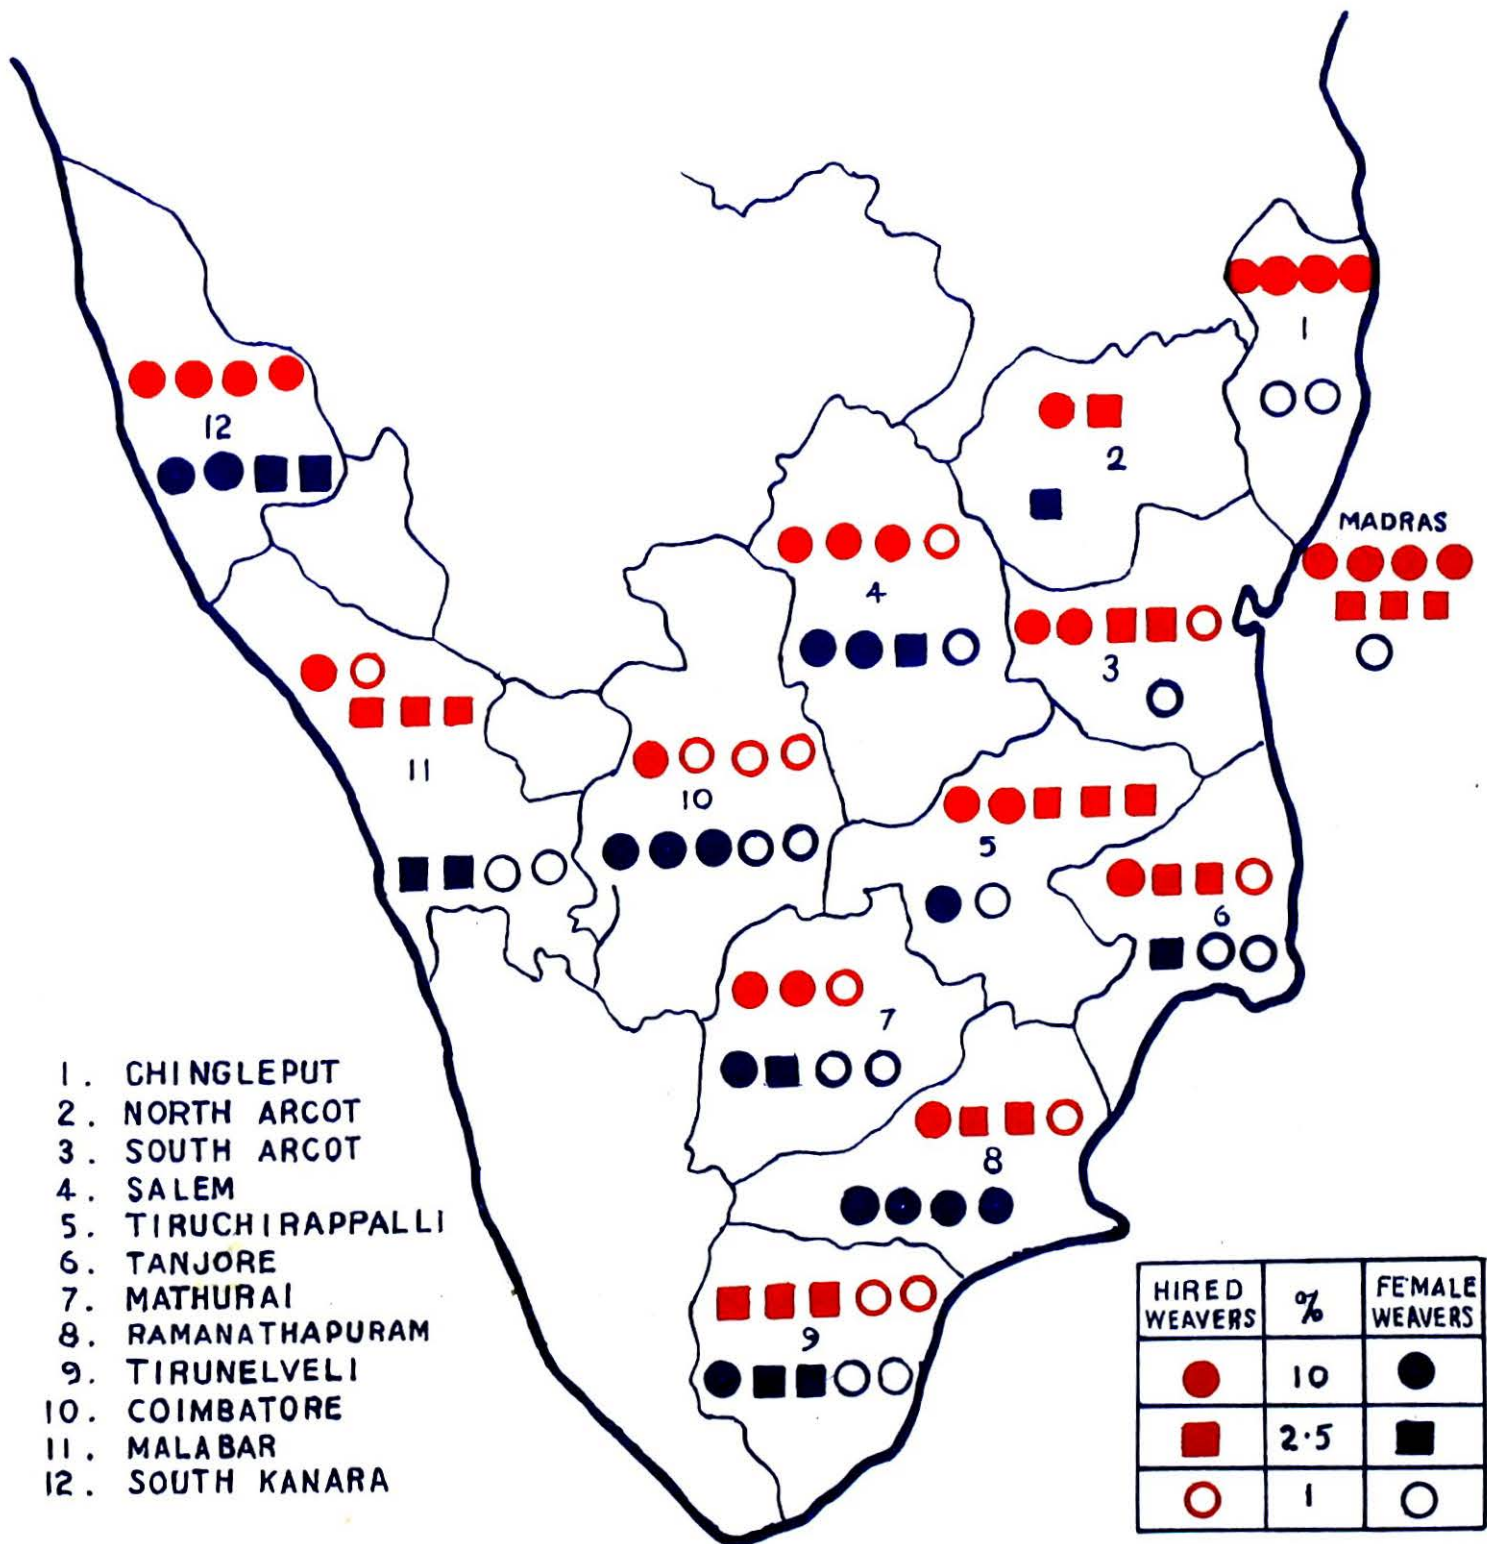 1
12
2
MADRAS
4
3
11
10
5
6
7
8
9
1. CHINGLEPUT
2. NORTH ARCOT
3. SOUTH ARCOT
4. SALEM
5. TIRUCHIRAPPALLI
6. TANJORE
7. MATHURAI
8. RAMANATHAPURAM
9. TIRUNELVELI
10. COIMBATORE
11. MALABAR
12. SOUTH KANARA
HIRED WEAVERS % FEMALE WEAVERS
10
2.5
1